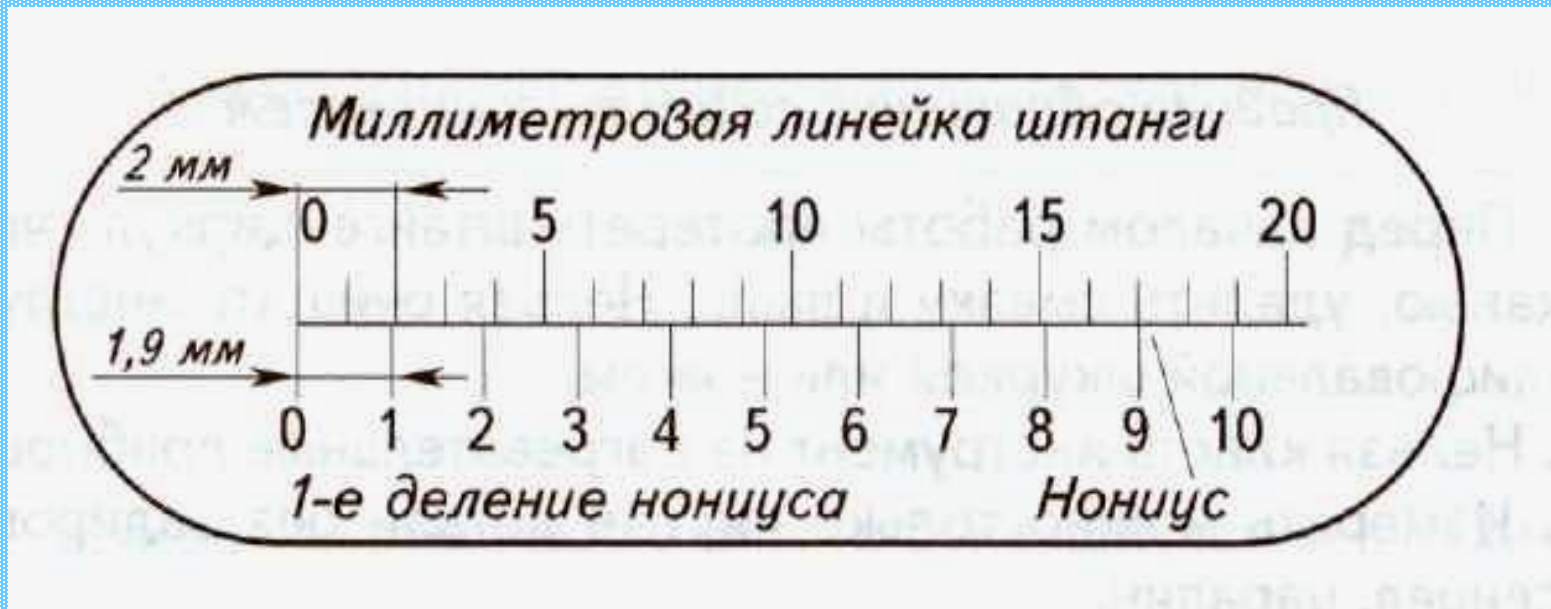 Миллиметровая линейка штанги
2 мм
0 5 10 15 20
1,9 мм
0 1 2 3 4 5 6 7 8 9 10
1-е деление нониуса Нониус